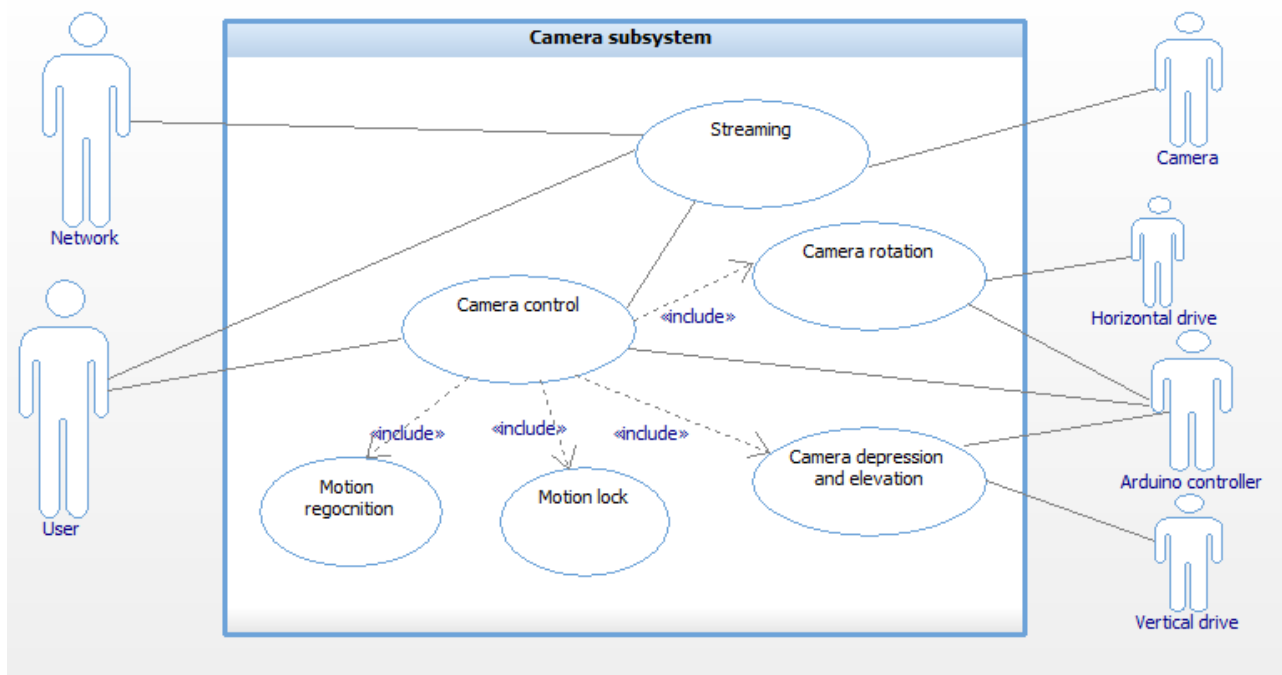 Camera subsystem
Streaming
Camera
Network
Camera rotation
Camera control
«include»
Horizontal drive
«include»
«include»
«include»
Camera depression
and elevation
Motion
regocnition
Motion lock
Arduino controller
User
Vertical drive